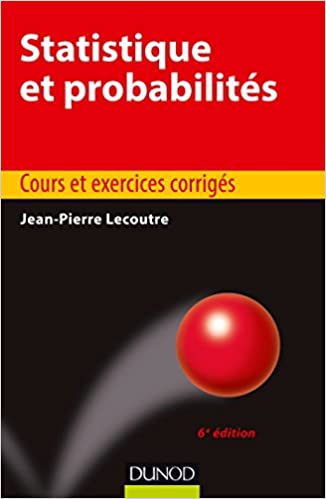 Statistique
et probabilités
Cours et exercices corrigés
Jean-Pierre Lecoutre
6e édition
DUNOD